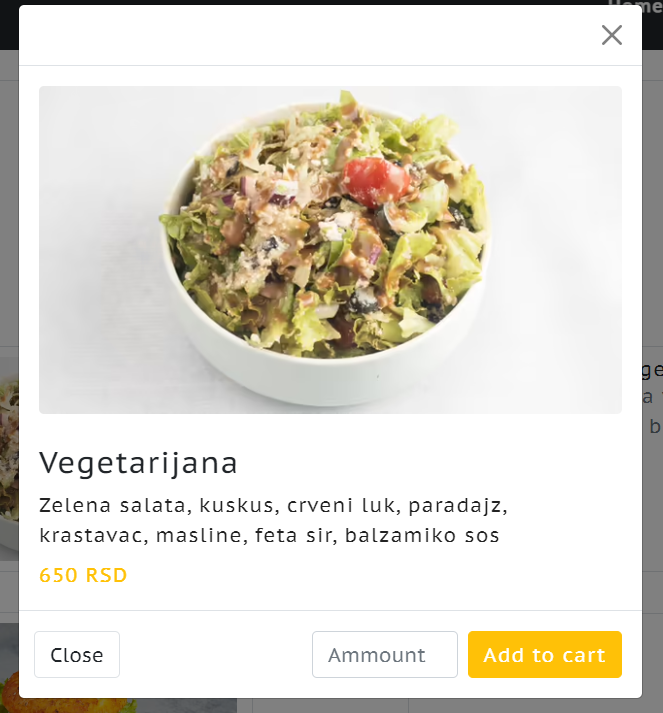 Home
Vegetarijana
Zelena salata, kuskus, crveni luk, paradajz,
krastavac, masline, feta sir, balzamiko sos
650 RSD
Close
Ammount
Add to cart